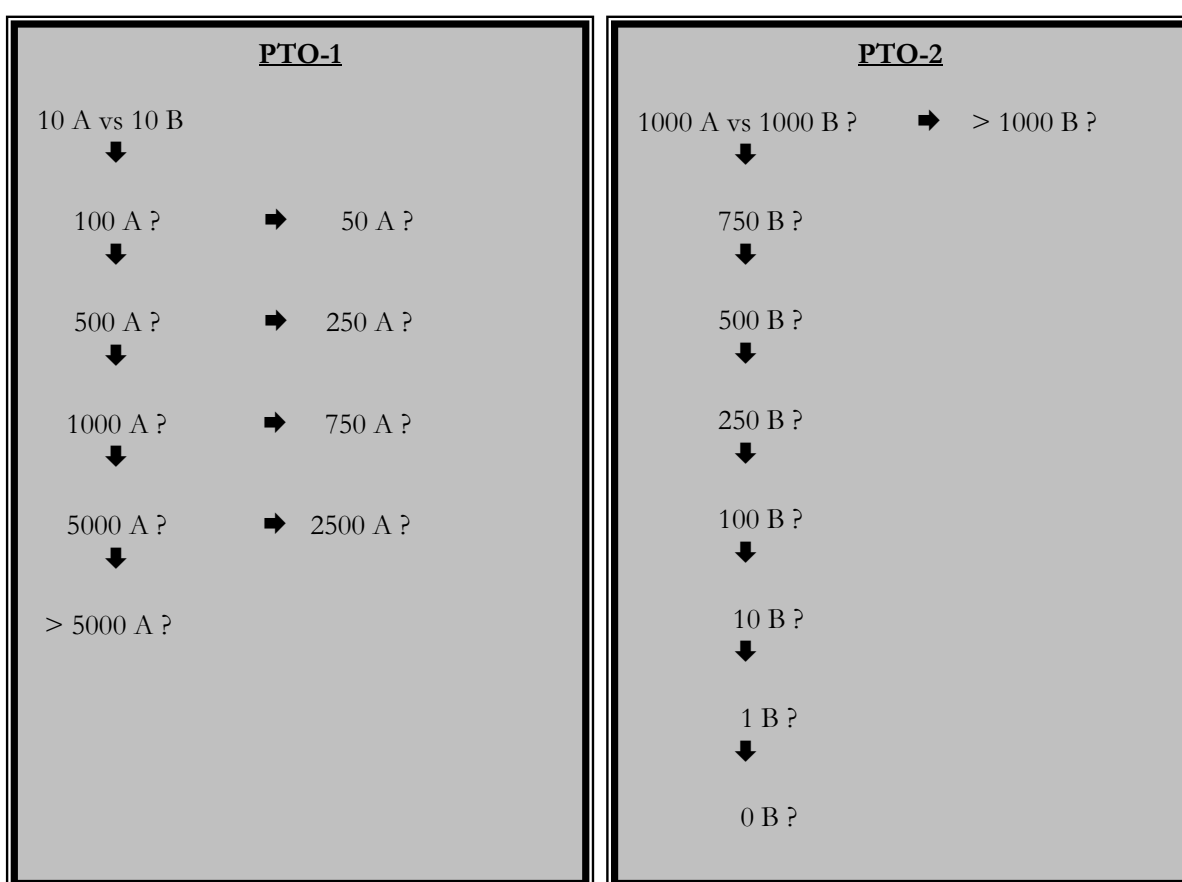 PTO-1
10 A vs 10 B
100 A ? 50 A ?
500 A ? 250 A ?
1000 A ? 750 A ?
5000 A ? 2500 A ?
> 5000 A ?
PTO-2
1000 A vs 1000 B ? > 1000 B ?
750 B ?
500 B ?
250 B ?
100 B ?
10 B ?
1 B ?
0 B ?